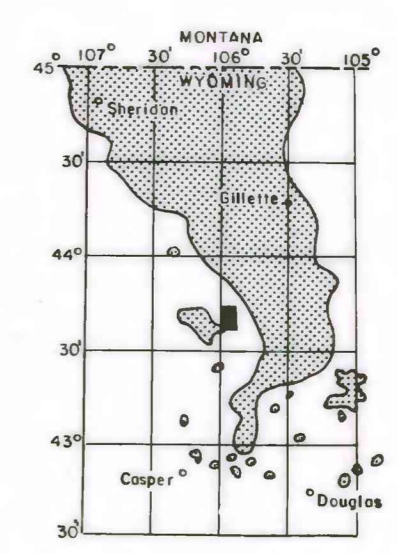 MONTANA
45° 107° 30' 106° 30' 105°
WYOMING
Sheridan
30'
Gillette
44°
30'
43°
Casper
Douglas
30'